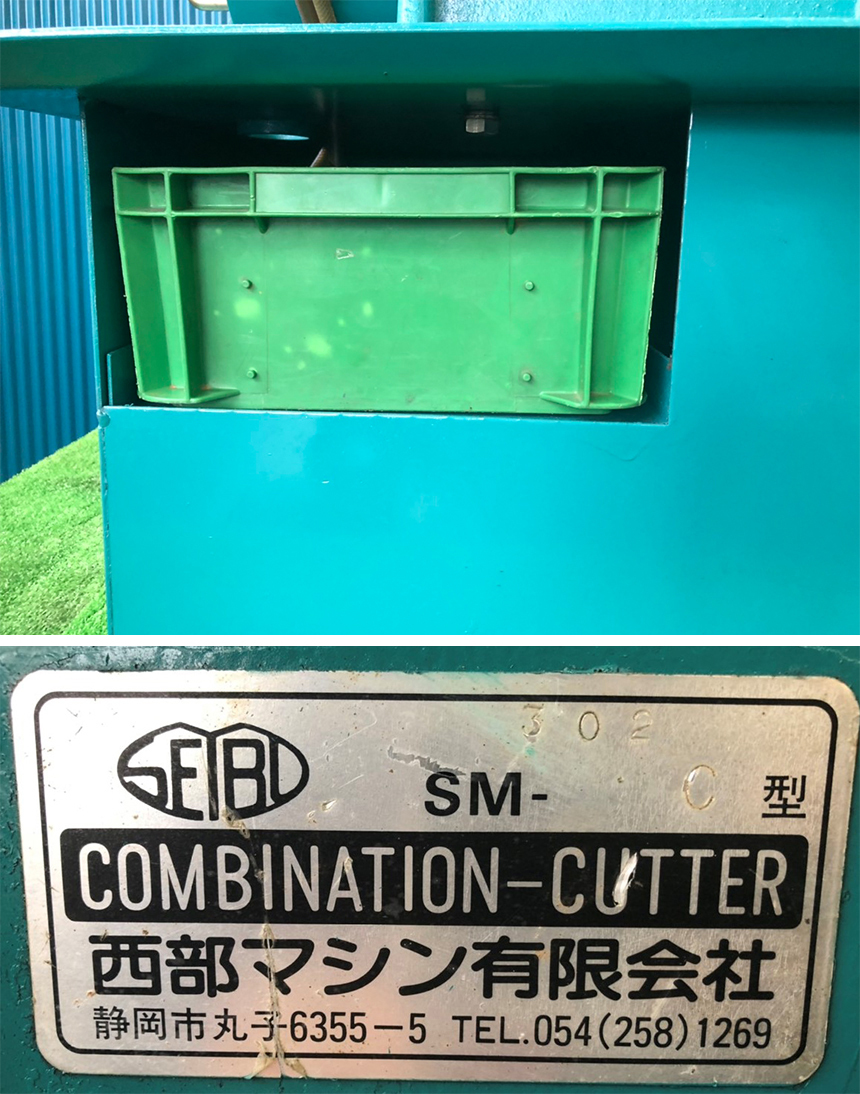 302
SEIBU SM- C 型
COMBINATION-CUTTER
西部マシン有限会社
静岡市丸子6355-5 TEL.054(258)1269